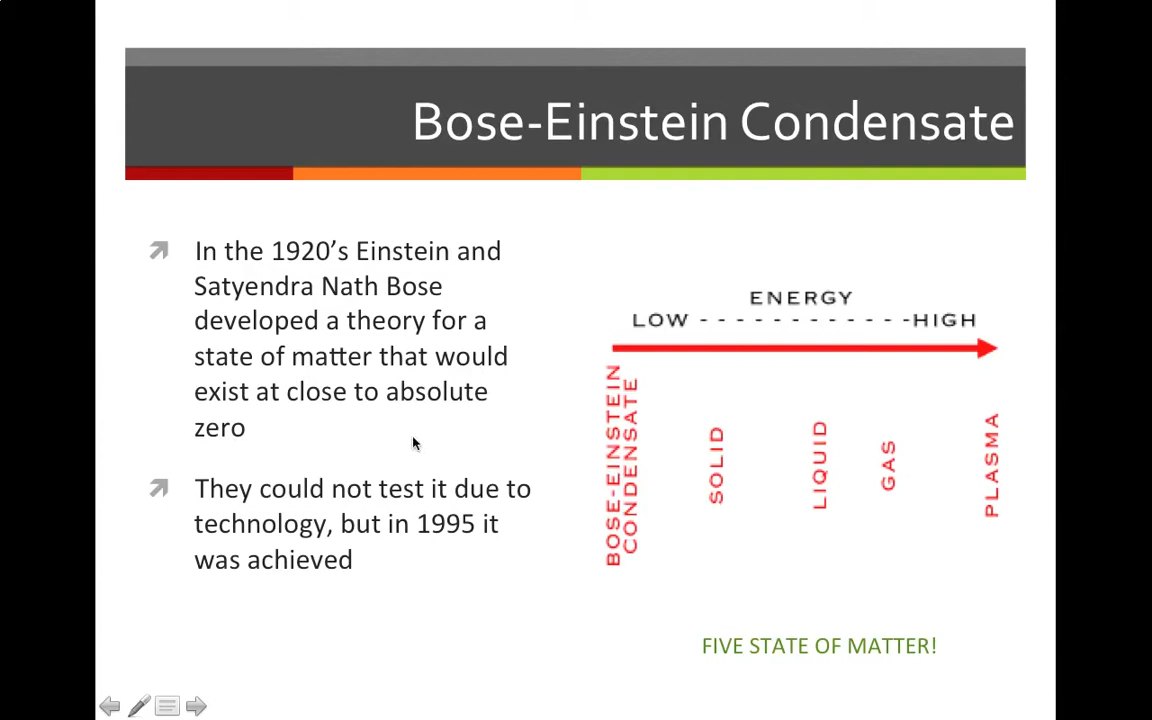 Bose-Einstein Condensate
In the 1920’s Einstein and
Satyendra Nath Bose
developed a theory for a
state of matter that would
exist at close to absolute
zero
They could not test it due to
technology, but in 1995 it
was achieved
ENERGY
LOW - - - - - - - - - - - - -HIGH
BOSE-EINSTEIN
CONDENSATE
SOLID
LIQUID
GAS
PLASMA
FIVE STATE OF MATTER!